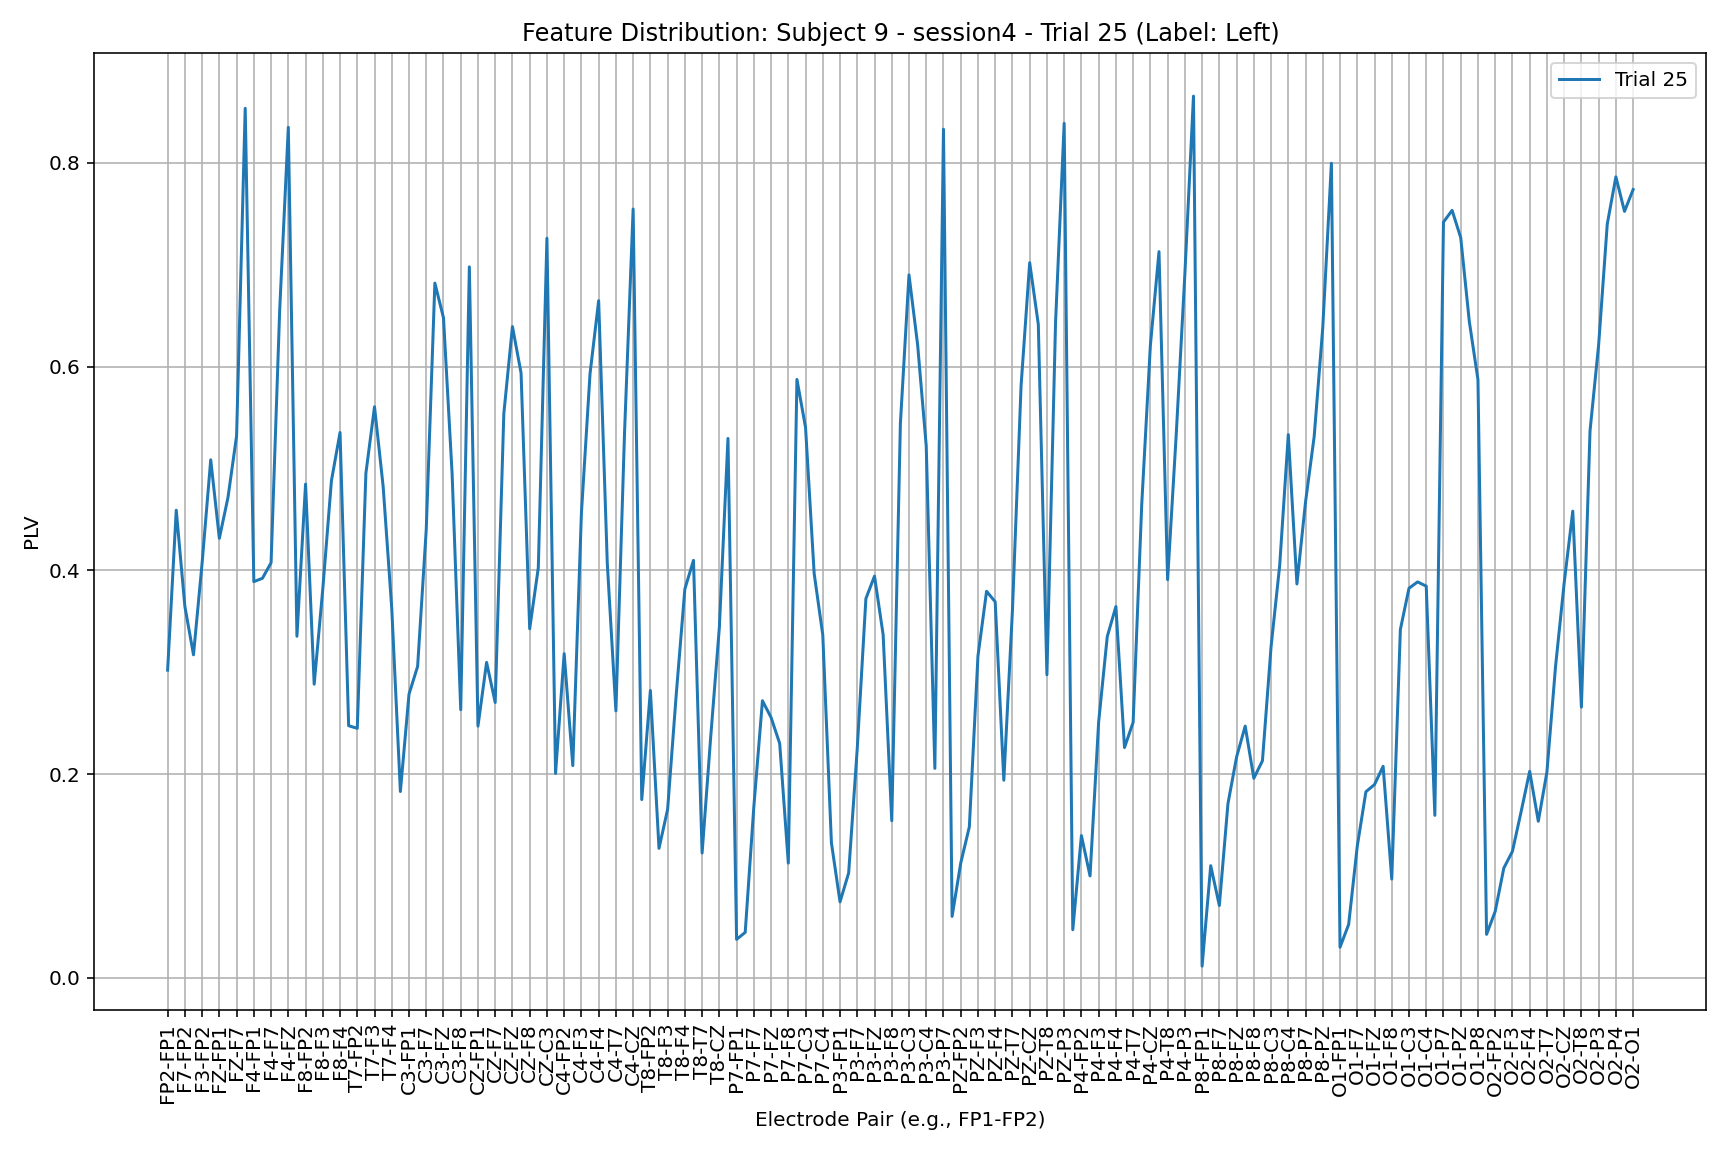 Feature Distribution: Subject 9 - session4 - Trial 25 (Label: Left)
Trial 25
PLV
0.8
0.6
0.4
0.2
0.0
FP2-FP1
F7-FP2
F3-FP2
FZ-FP1
FZ-F7
F4-FP1
F4-F7
F4-FZ
F8-FP2
F8-F3
F8-F4
T7-FP2
T7-F3
T7-F4
C3-FP1
C3-F7
C3-FZ
C3-F8
CZ-FP1
CZ-F7
CZ-FZ
CZ-F8
CZ-C3
C4-FP2
C4-F3
C4-F4
C4-T7
C4-CZ
T8-FP2
T8-F3
T8-F4
T8-T7
T8-CZ
P7-FP1
P7-F7
P7-FZ
P7-F8
P7-C3
P7-C4
P3-FP1
P3-F7
P3-FZ
P3-F8
P3-C3
P3-C4
P3-P7
PZ-FP2
PZ-F3
PZ-F4
PZ-T7
PZ-CZ
PZ-T8
PZ-P3
P4-FP2
P4-F3
P4-F4
P4-T7
P4-CZ
P4-T8
P4-P3
P8-FP1
P8-F7
P8-FZ
P8-F8
P8-C3
P8-C4
P8-P7
P8-PZ
O1-FP1
O1-F7
O1-FZ
O1-F8
O1-C3
O1-C4
O1-P7
O1-PZ
O1-P8
O2-FP2
O2-F3
O2-F4
O2-T7
O2-CZ
O2-T8
O2-P3
O2-P4
O2-O1
Electrode Pair (e.g., FP1-FP2)